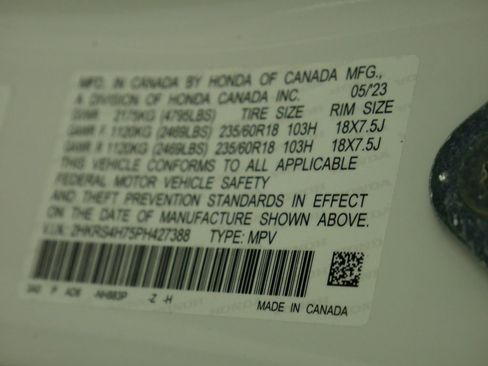 MFD. IN CANADA BY HONDA OF CANADA MFG.,
A DIVISION OF HONDA CANADA INC. 05/23
GVWR 2175KG (4795LBS) TIRE SIZE RIM SIZE
GAWR F 1120KG (2469LBS) 235/60R18 103H 18X7.5J
GAWR R 1120KG (2469LBS) 235/60R18 103H 18X7.5J
THIS VEHICLE CONFORMS TO ALL APPLICABLE
FEDERAL MOTOR VEHICLE SAFETY
AND THEFT PREVENTION STANDARDS IN EFFECT
ON THE DATE OF MANUFACTURE SHOWN ABOVE.
V.I.N.: 2HKRS4H75PH427388 TYPE: MPV
NH883P -Z -H
MADE IN CANADA